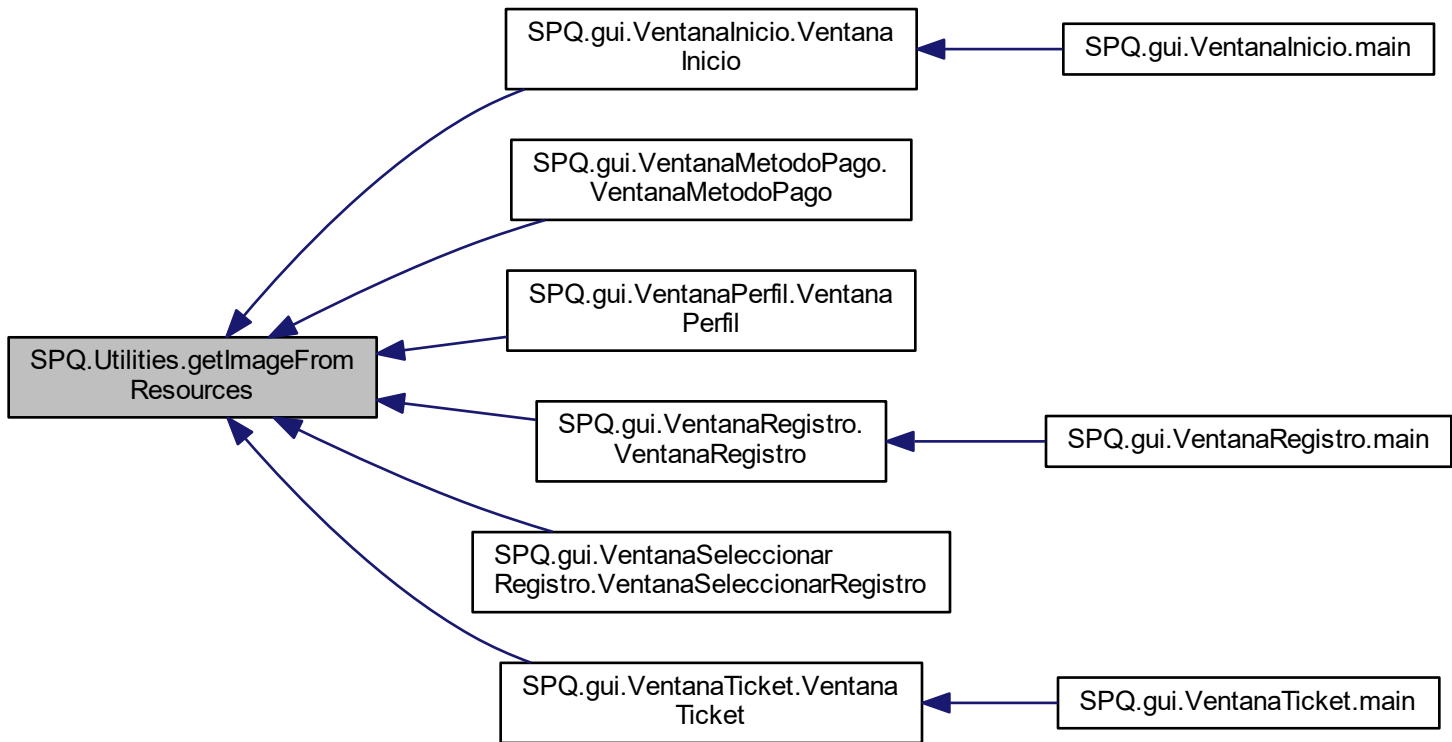 SPQ.gui.VentanaInicio.Ventana
Inicio
SPQ.gui.VentanaInicio.main
SPQ.gui.VentanaMetodoPago.
VentanaMetodoPago
SPQ.gui.VentanaPerfil.Ventana
Perfil
SPQ.Utilities.getImageFrom
Resources
SPQ.gui.VentanaRegistro.
VentanaRegistro
SPQ.gui.VentanaRegistro.main
SPQ.gui.VentanaSeleccionar
Registro.VentanaSeleccionarRegistro
SPQ.gui.VentanaTicket.Ventana
Ticket
SPQ.gui.VentanaTicket.main